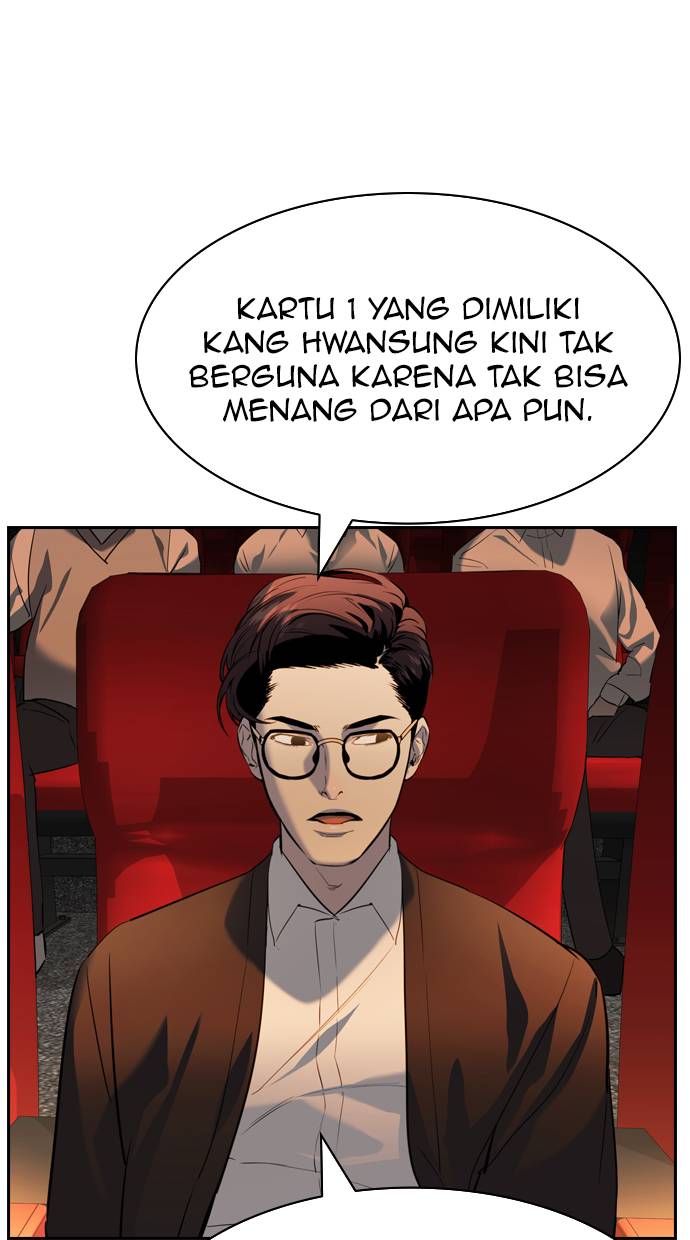 KARTU 1 YANG DIMILIKI
KANG HWANSUNG KINI TAK
BERGUNA KARENA TAK BISA
MENANG DARI APA PUN.